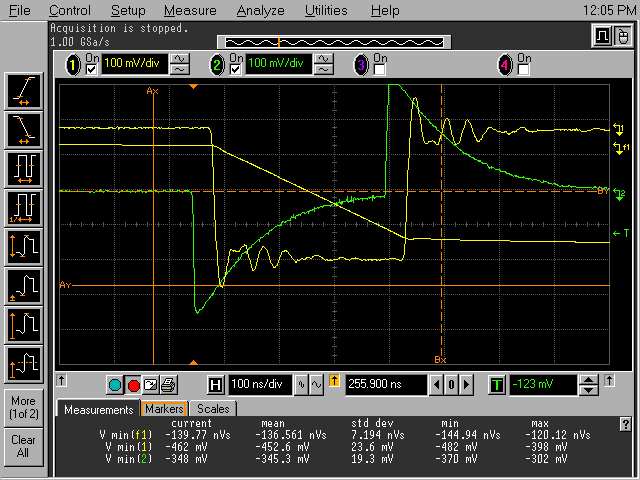 File Control Setup Measure Analyze Utilities Help 12:05 PM
Acquisition is stopped.
1.00 GSa/s
1 On 100 mV/div 2 On 100 mV/div 3 On 4 On
Ax
1
f1
By 2
T
Ay
Bx
More
(1of 2)
Clear
All
H 100 ns/div 255.900 ns 0 T -123 mV
Measurements Markers Scales
?
current mean std dev min max
V min(f1) -139.77 nVs -136.561 nVs 7.194 nVs -144.94 nVs -120.12 nVs
V min(1) -462 mV -452.6 mV 23.6 mV -482 mV -398 mV
V min(2) -348 mV -345.3 mV 19.3 mV -370 mV -302 mV